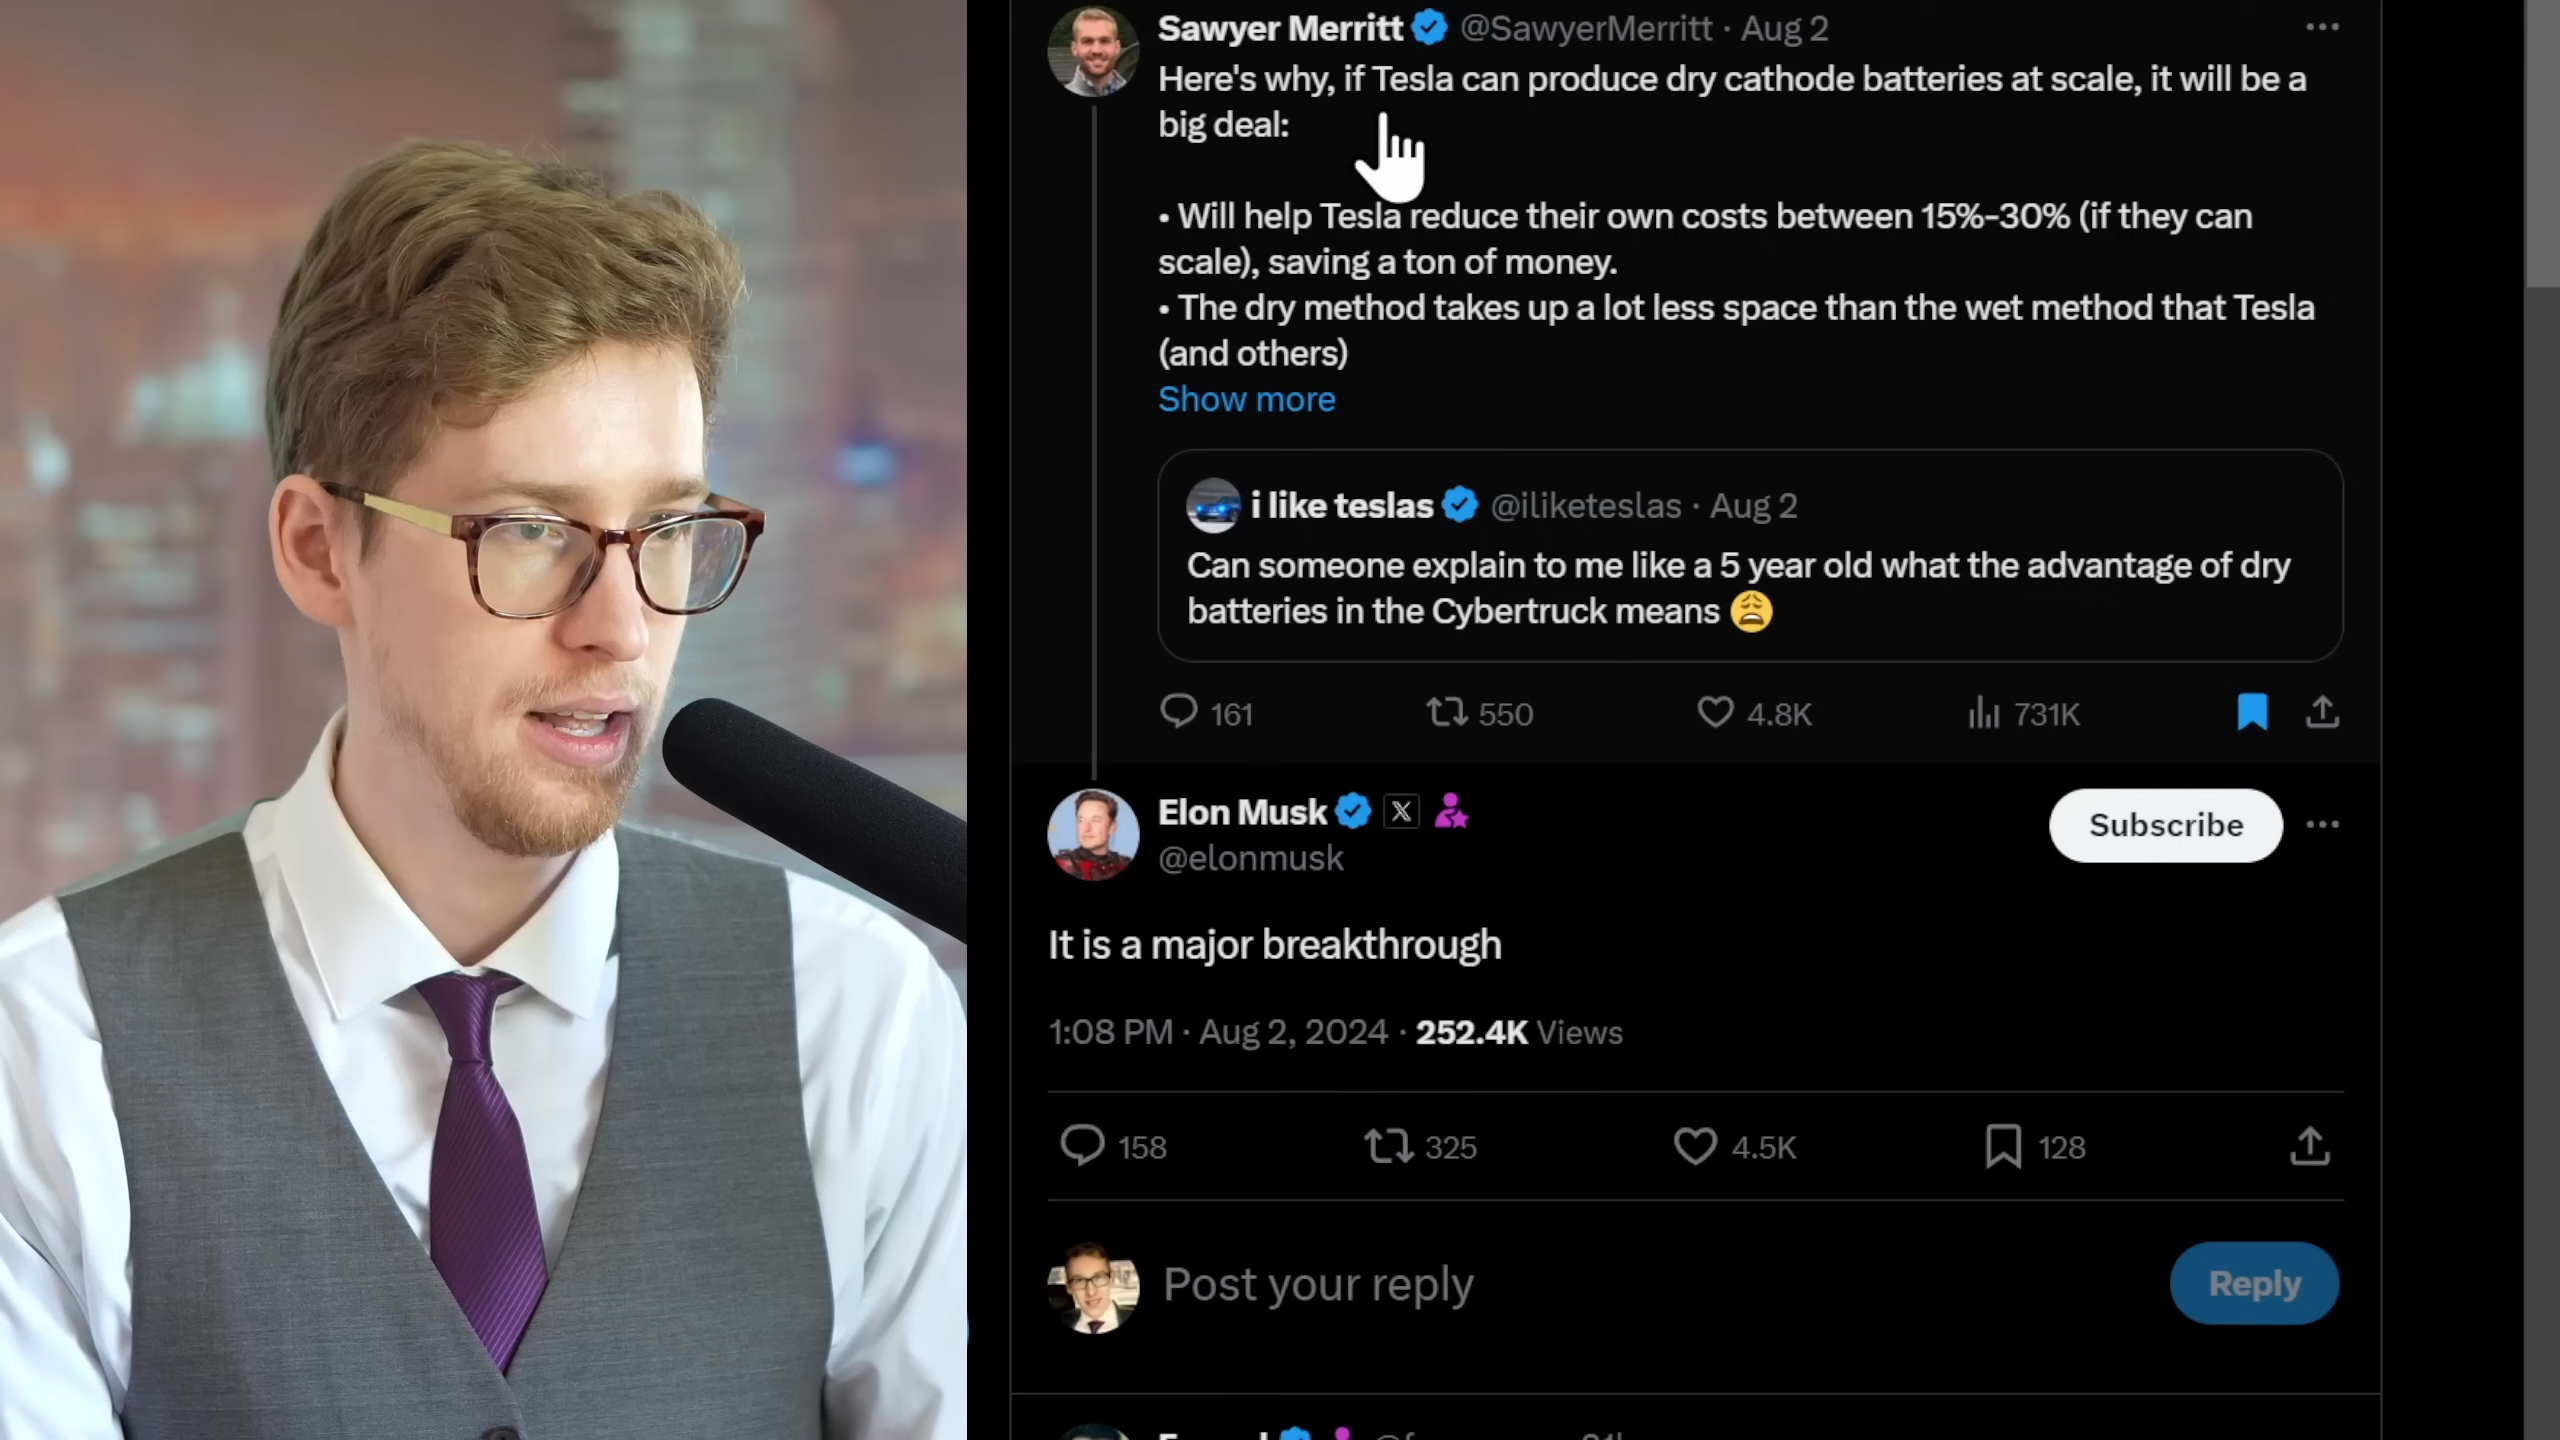 Sawyer Merritt @SawyerMerritt · Aug 2
Here's why, if Tesla can produce dry cathode batteries at scale, it will be a
big deal:
• Will help Tesla reduce their own costs between 15%-30% (if they can
scale), saving a ton of money.
• The dry method takes up a lot less space than the wet method that Tesla
(and others)
Show more
i like teslas @iliketeslas · Aug 2
Can someone explain to me like a 5 year old what the advantage of dry
batteries in the Cybertruck means 😩
161 550 4.8K 731K
Elon Musk X
Subscribe
@elonmusk
It is a major breakthrough
1:08 PM · Aug 2, 2024 · 252.4K Views
158 325 4.5K 128
Post your reply
Reply